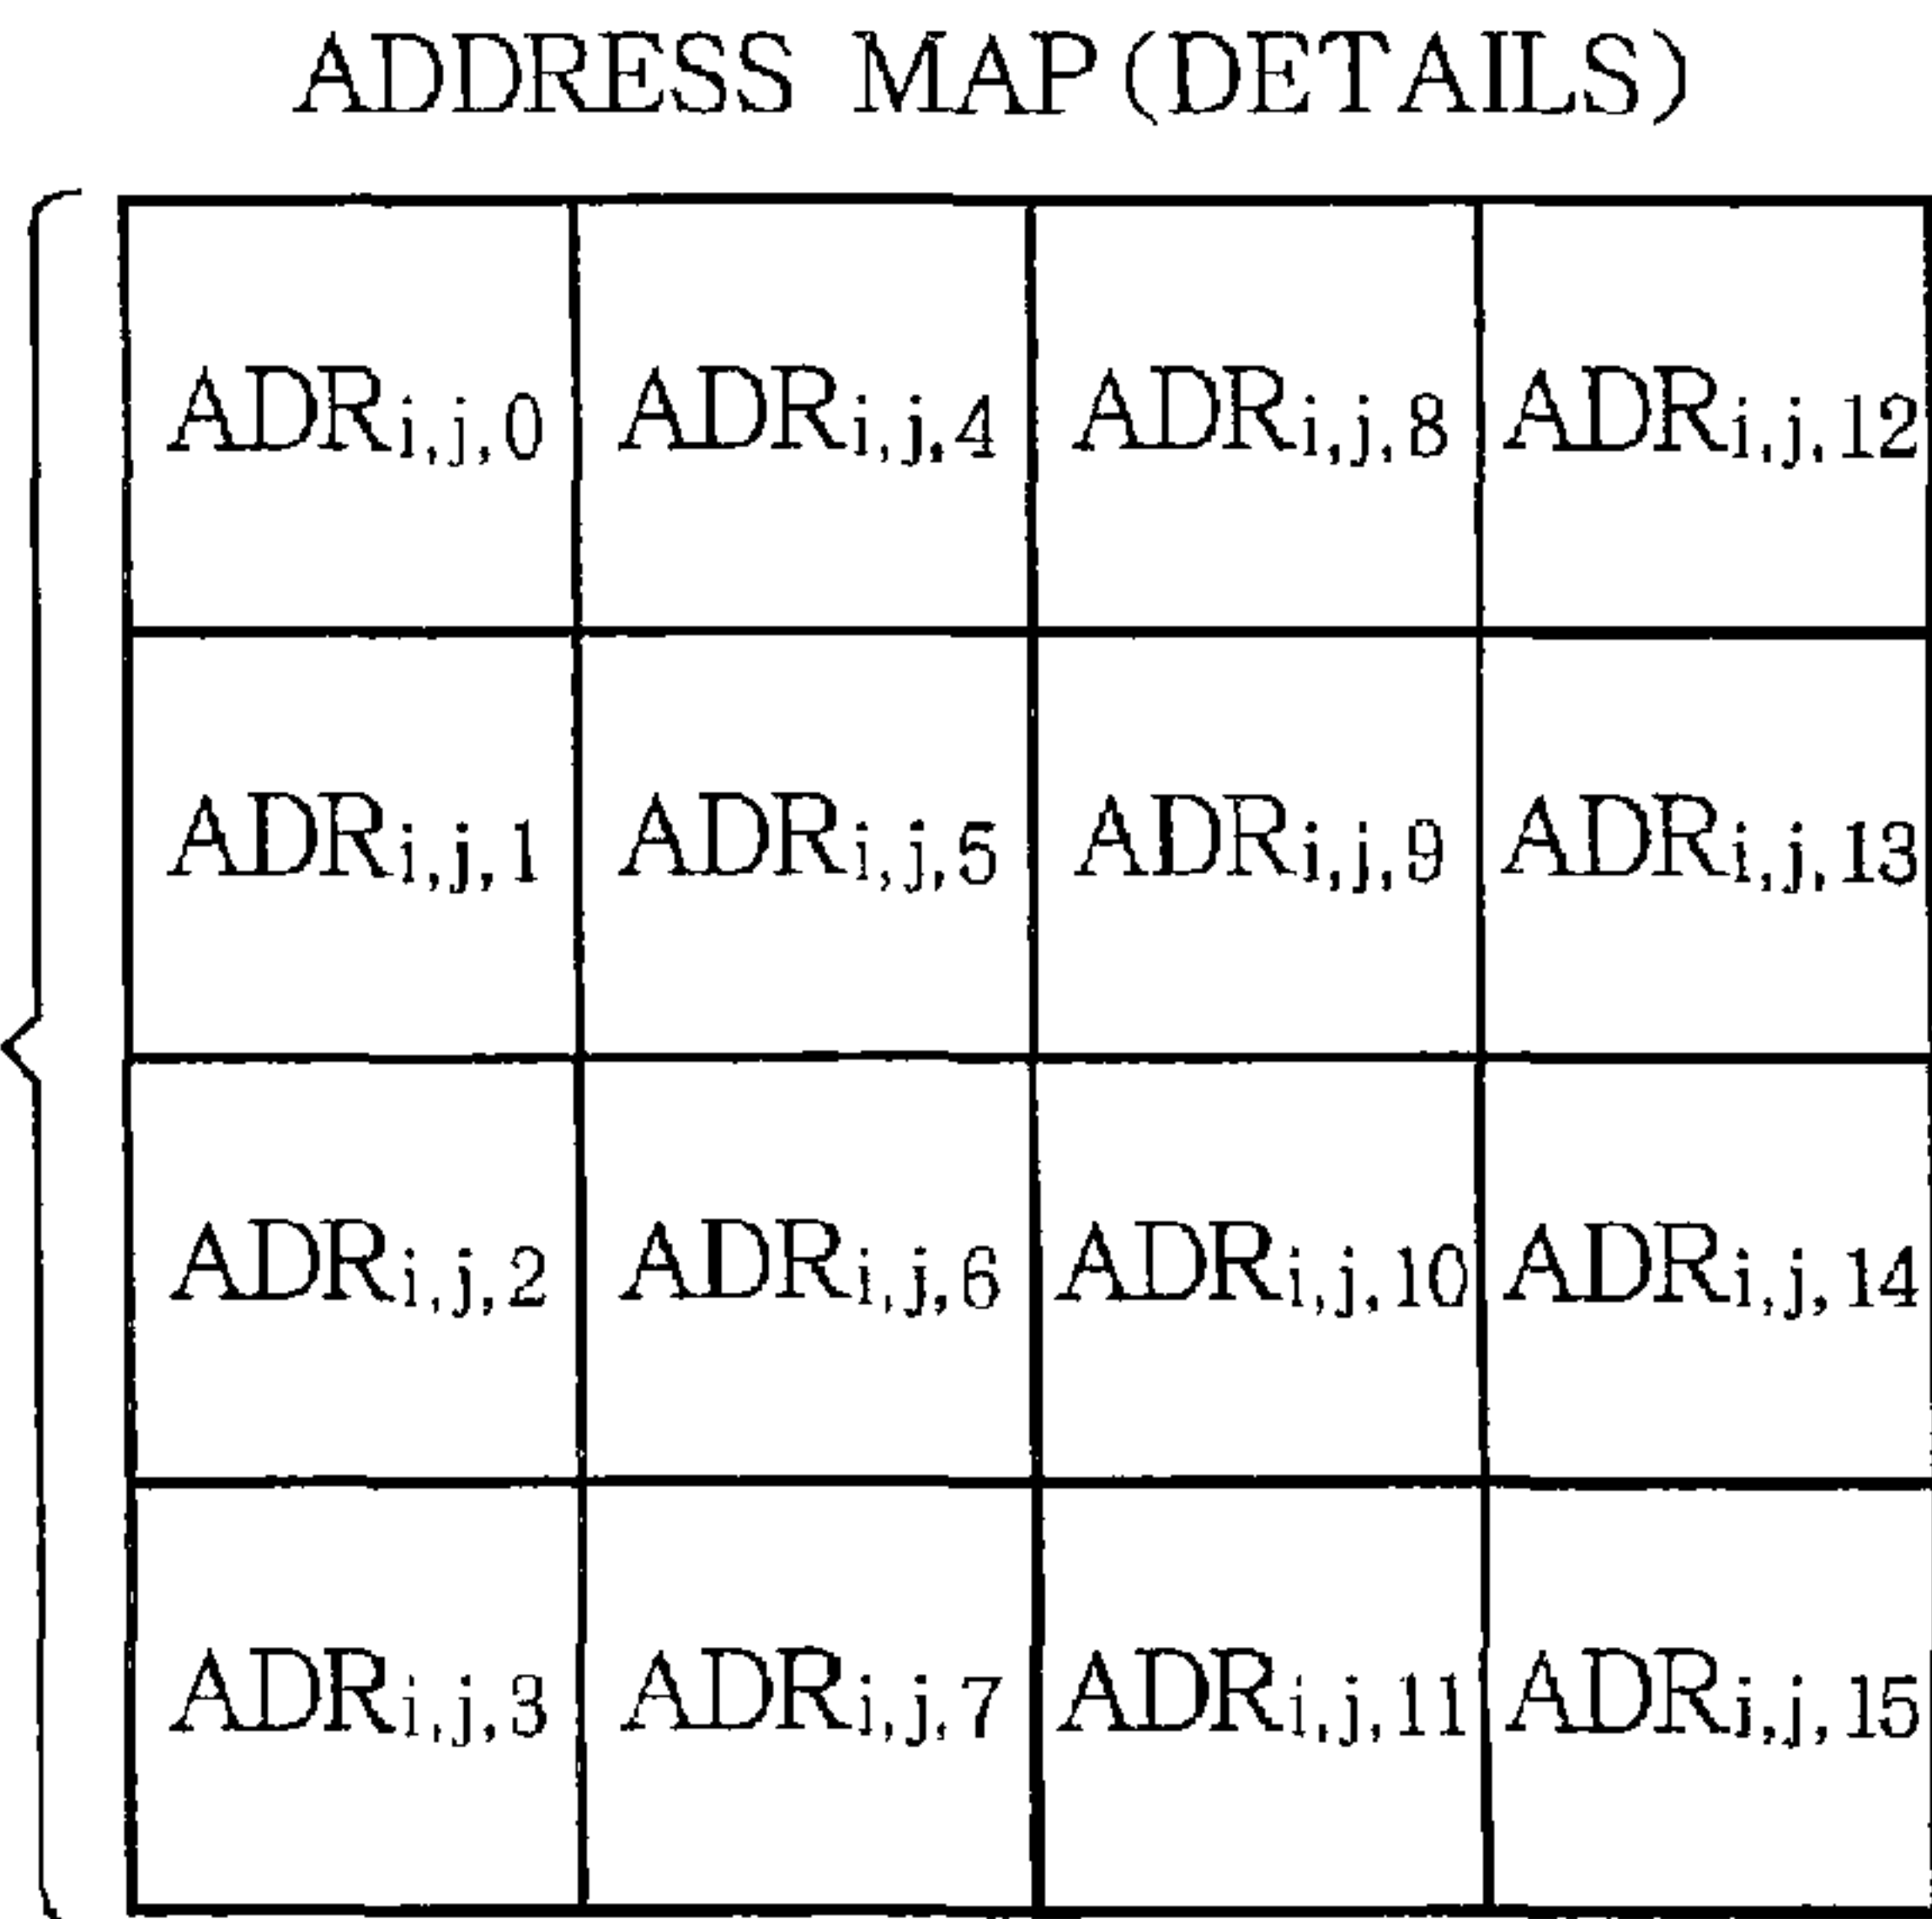 ADDRESS MAP(DETAILS)
ADRi,j,0 ADRi,j,4 ADRi,j,8 ADRi,j,12
ADRi,j,1 ADRi,j,5 ADRi,j,9 ADRi,j,13
ADRi,j,2 ADRi,j,6 ADRi,j,10 ADRi,j,14
ADRi,j,3 ADRi,j,7 ADRi,j,11 ADRi,j,15